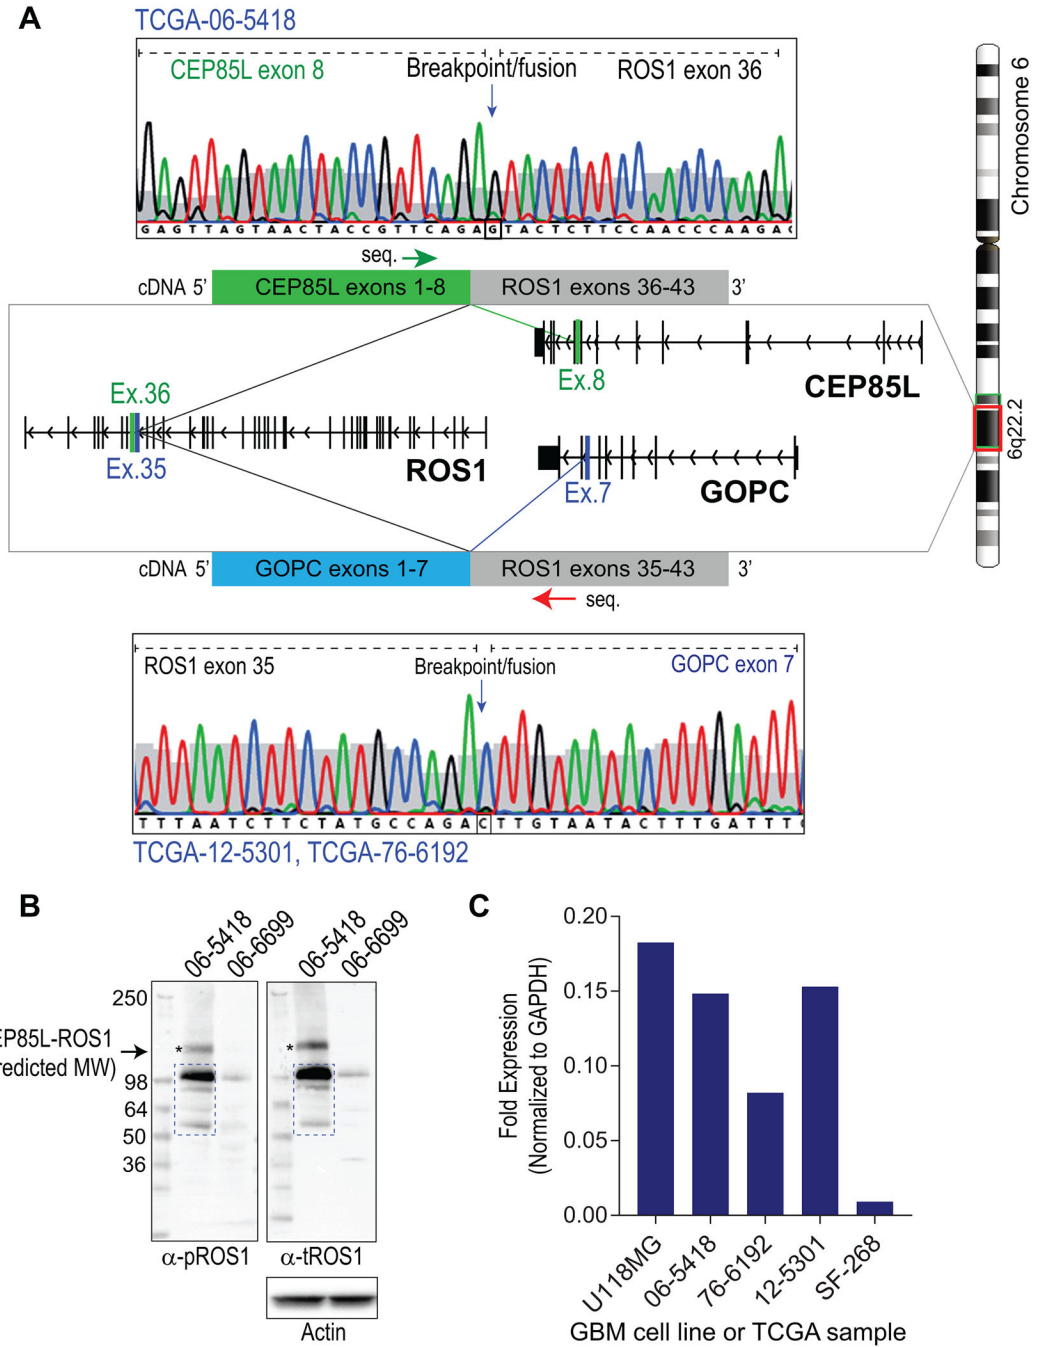 A
TCGA-06-5418
CEP85L exon 8
Breakpoint/fusion
ROS1 exon 36
GAGTTAGTAACTACCGTTCAGAGTACTCTTCCAACCCAAGAG
seq.
cDNA 5’
CEP85L exons 1-8
ROS1 exons 36-43
3’
Chromosome 6
6q22.2
Ex.8
CEP85L
Ex.36
Ex.35
ROS1
Ex.7
GOPC
cDNA 5’
GOPC exons 1-7
ROS1 exons 35-43
3’
seq.
ROS1 exon 35
Breakpoint/fusion
GOPC exon 7
TTTAATCTTCTATGCCAGACTTGTAATACTTTGATTT
TCGA-12-5301, TCGA-76-6192
B
06-5418
06-6699
06-5418
06-6699
250
EP85L-ROS1
redicted MW)
98
64
50
36
*
*
α-pROS1
α-tROS1
Actin
C
Fold Expression
(Normalized to GAPDH)
0.20
0.15
0.10
0.05
0.00
U118MG
06-5418
76-6192
12-5301
SF-268
GBM cell line or TCGA sample